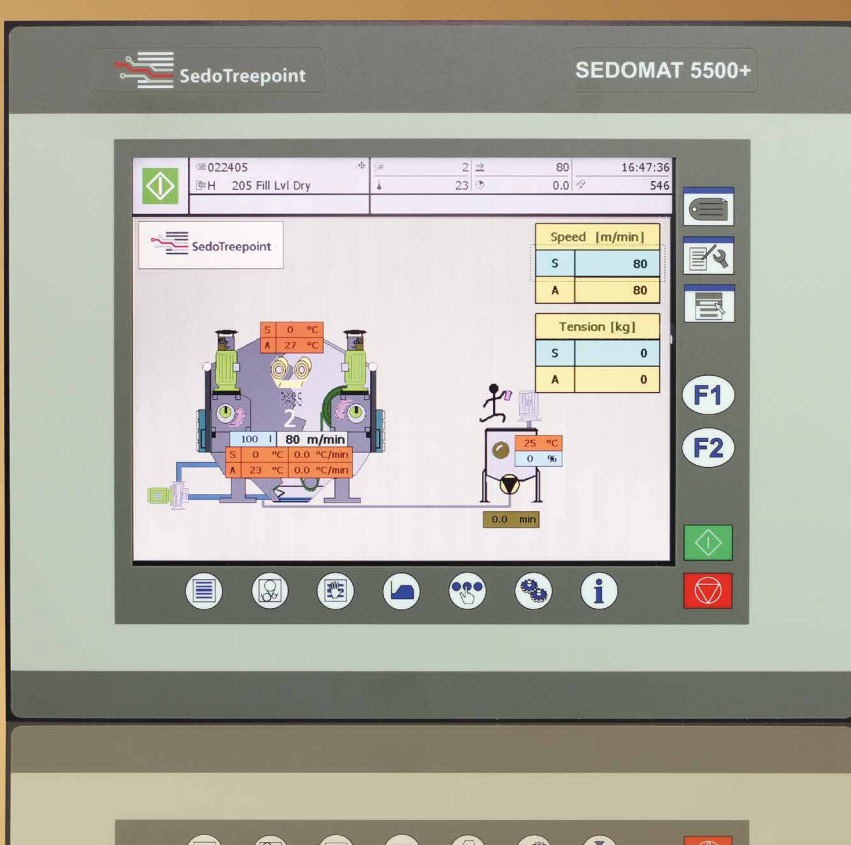 SedoTreepoint
SEDOMAT 5500+
022405 2 80 16:47:36
H 205 Fill Lvl Dry 23 0.0 546
SedoTreepoint
Speed [m/min]
S 80
A 80
Tension [kg]
S 0
A 0
S 0 °C
A 27 °C
2
100 l 80 m/min
S 0 °C 0.0 °C/min
A 23 °C 0.0 °C/min
25 °C
0 %
0.0 min
F1
F2